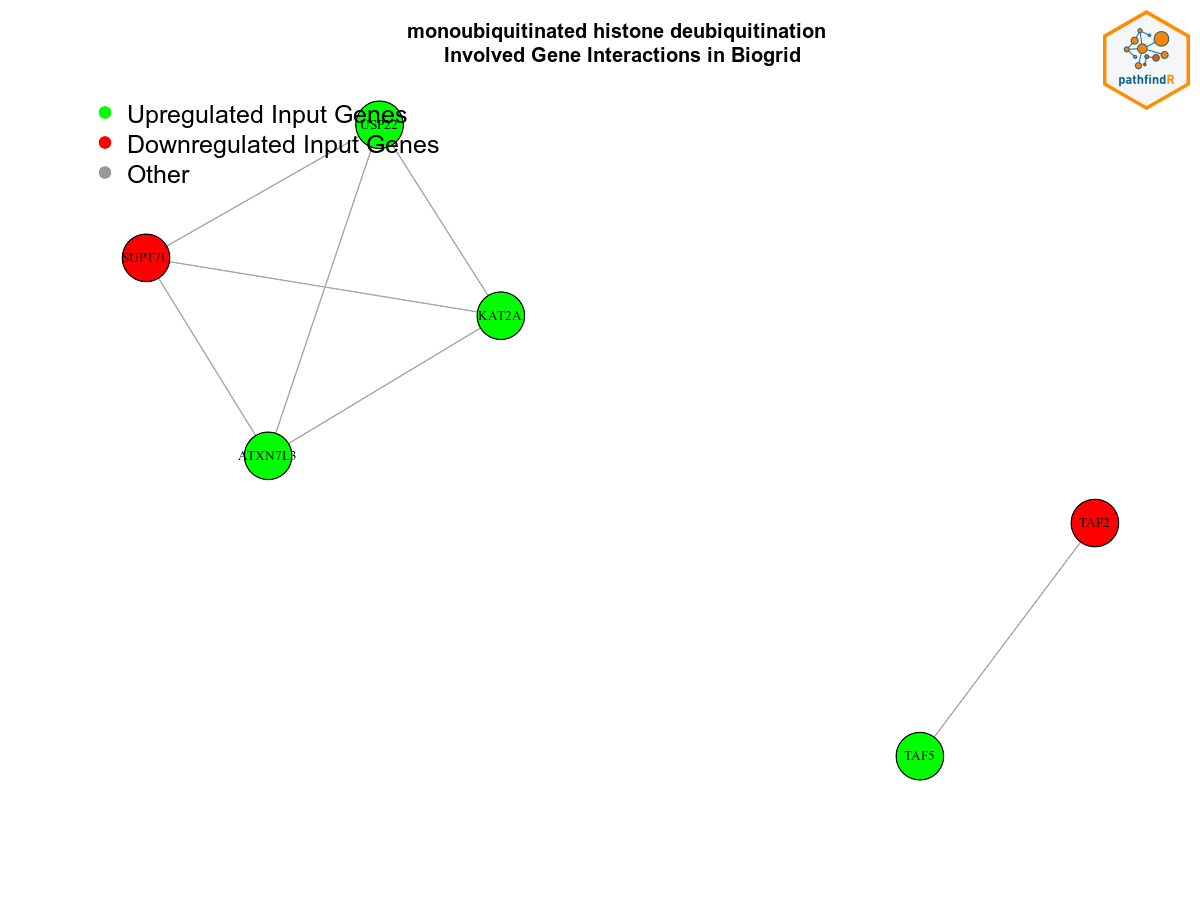 monoubiquitinated histone deubiquitination
Involved Gene Interactions in Biogrid
pathfindR
Upregulated Input Genes
Downregulated Input Genes
Other
USP22
SUPT7L
KAT2A
ATXN7L3
TAF2
TAF5